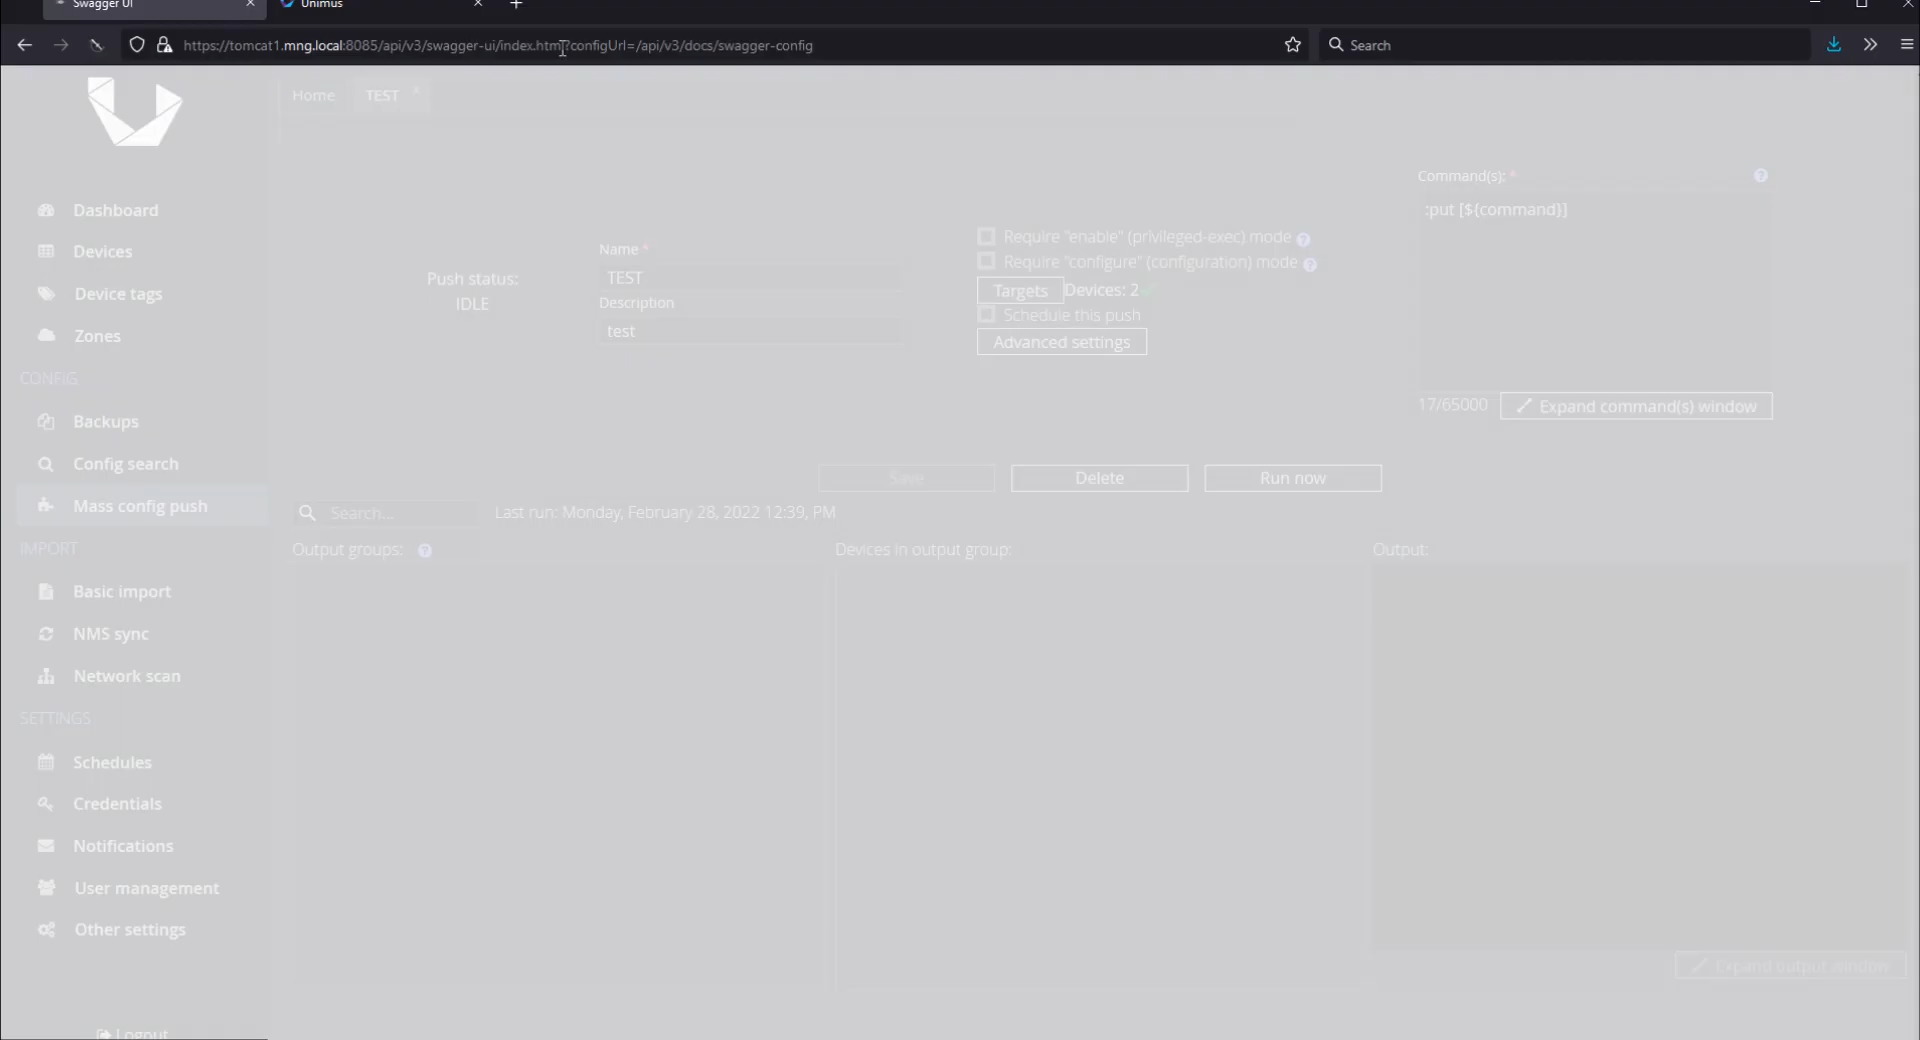 Swagger UI
Unimus
https://tomcat1.mng.local:8085/api/v3/swagger-ui/index.html?configUrl=/api/v3/docs/swagger-config
Search
Home
TEST
Dashboard
Devices
Device tags
Zones
CONFIG
Backups
Config search
Mass config push
IMPORT
Basic import
NMS sync
Network scan
SETTINGS
Schedules
Credentials
Notifications
User management
Other settings
Logout
Push status:
IDLE
Name *
TEST
Description
test
Require "enable" (privileged-exec) mode
Require "configure" (configuration) mode
Targets
Devices: 2
Schedule this push
Advanced settings
Command(s): *
:put [${command}]
17/65000
Expand command(s) window
Save
Delete
Run now
Search...
Last run: Monday, February 28, 2022 12:39, PM
Output groups:
Devices in output group:
Output:
Expand output window